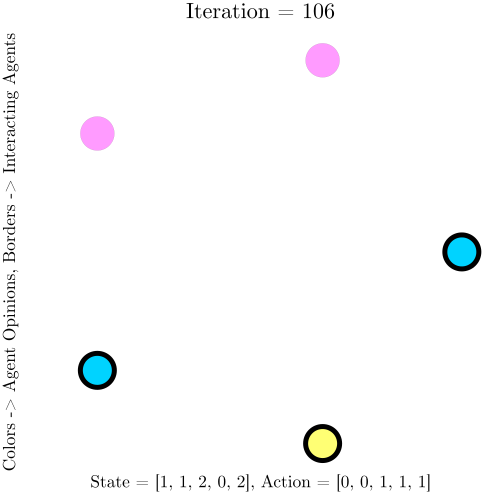 Iteration = 106
Colors -> Agent Opinions, Borders -> Interacting Agents
State = [1, 1, 2, 0, 2], Action = [0, 0, 1, 1, 1]